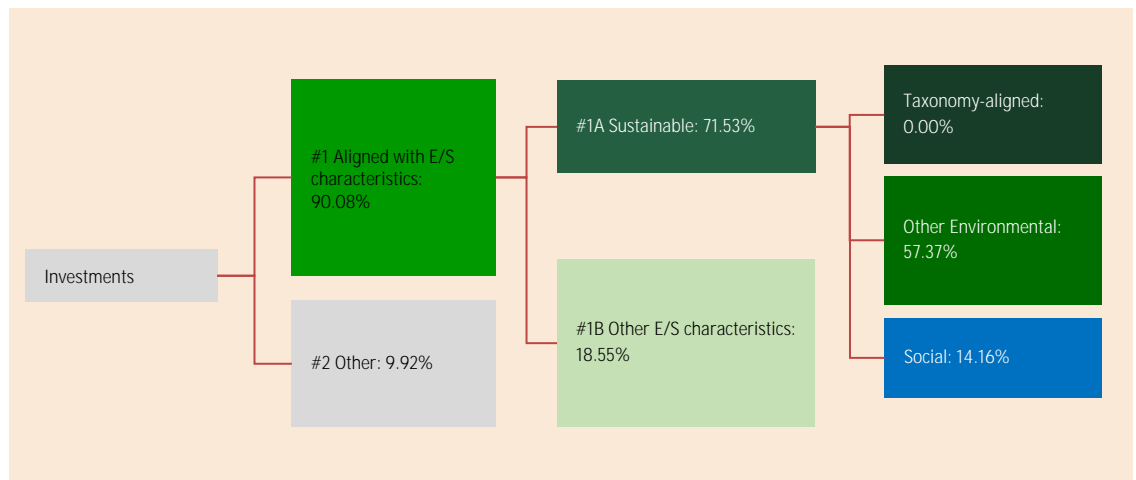 Investments
#1 Aligned with E/S
characteristics:
90.08%
#2 Other: 9.92%
#1A Sustainable: 71.53%
#1B Other E/S characteristics:
18.55%
Taxonomy-aligned:
0.00%
Other Environmental:
57.37%
Social: 14.16%